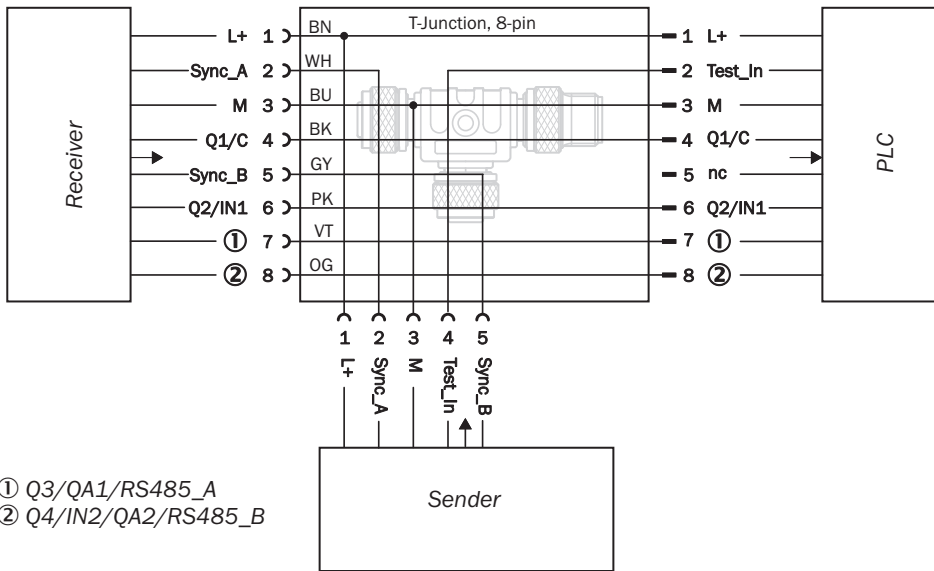 T-Junction, 8-pin
L+ 1 BN 1 L+
Sync_A 2 WH 2 Test_In
M 3 BU 3 M
Q1/C 4 BK 4 Q1/C
Sync_B 5 GY 5 nc
Q2/IN1 6 PK 6 Q2/IN1
① 7 VT 7 ①
② 8 OG 8 ②
Receiver
PLC
1 2 3 4 5
L+ Sync_A M Test_In Sync_B
Sender
① Q3/QA1/RS485_A
② Q4/IN2/QA2/RS485_B